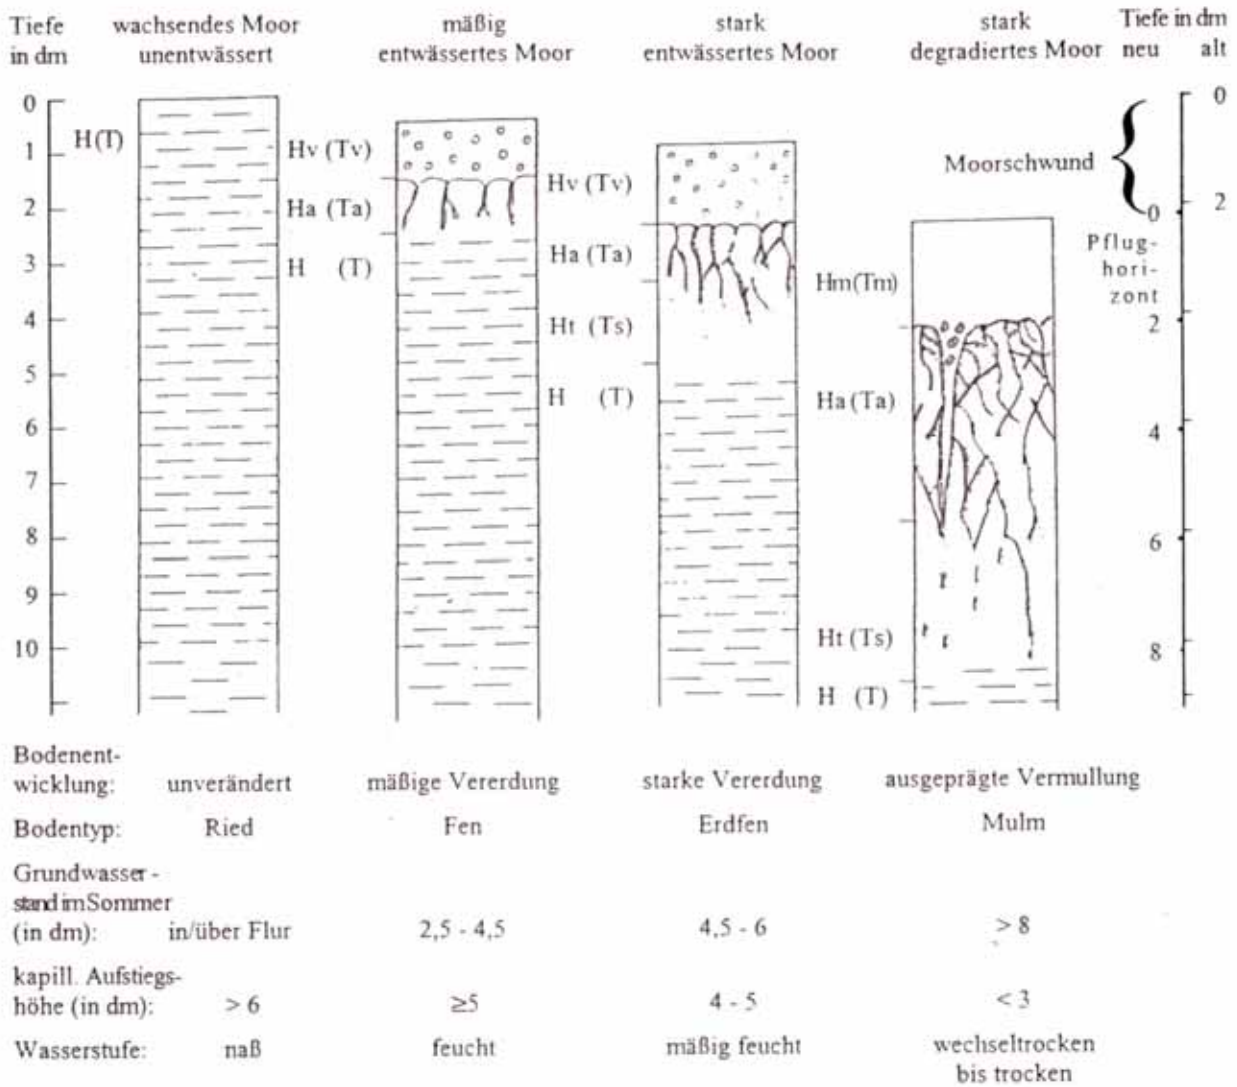 Tiefe in dm
wachsendes Moor unentwässert
mäßig entwässertes Moor
stark entwässertes Moor
stark degradiertes Moor
Tiefe in dm
neu alt
0
1
2
3
4
5
6
7
8
9
10
H(T)
Hv (Tv)
Ha (Ta)
H (T)
Hv (Tv)
Ha (Ta)
Ht (Ts)
H (T)
Hm(Tm)
Ha (Ta)
Ht (Ts)
H (T)
Moorschwund
0
2
0
Pflug-
hori-
zont
2
4
6
8
Bodenent-
wicklung: unverändert mäßige Vererdung starke Vererdung ausgeprägte Vermullung
Bodentyp: Ried Fen Erdfen Mulm
Grundwasser -
stand im Sommer
(in dm): in/über Flur 2,5 - 4,5 4,5 - 6 > 8
kapill. Aufstiegs-
höhe (in dm): > 6 ≥5 4 - 5 < 3
Wasserstufe: naß feucht mäßig feucht wechseltrocken
bis trocken